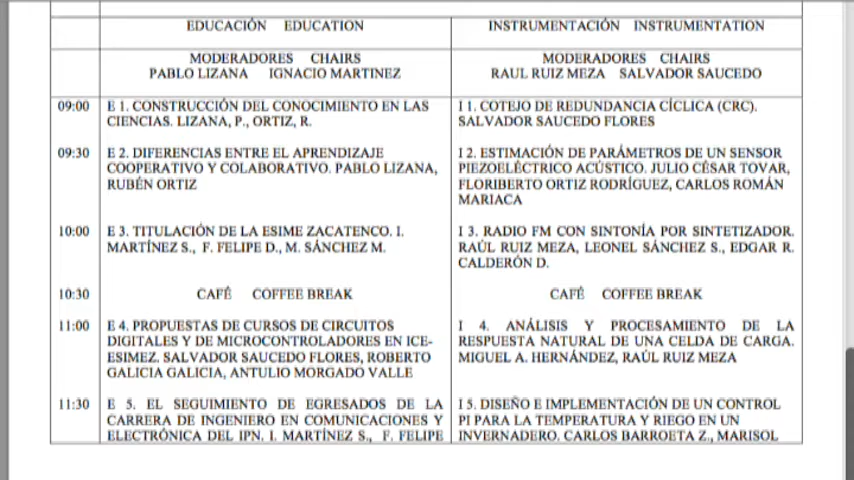 EDUCACIÓN EDUCATION
INSTRUMENTACIÓN INSTRUMENTATION
MODERADORES CHAIRS
PABLO LIZANA IGNACIO MARTINEZ
MODERADORES CHAIRS
RAUL RUIZ MEZA SALVADOR SAUCEDO
09:00
E 1. CONSTRUCCIÓN DEL CONOCIMIENTO EN LAS
CIENCIAS. LIZANA, P., ORTIZ, R.
I 1. COTEJO DE REDUNDANCIA CÍCLICA (CRC).
SALVADOR SAUCEDO FLORES
09:30
E 2. DIFERENCIAS ENTRE EL APRENDIZAJE
COOPERATIVO Y COLABORATIVO. PABLO LIZANA,
RUBÉN ORTIZ
I 2. ESTIMACIÓN DE PARÁMETROS DE UN SENSOR
PIEZOELÉCTRICO ACÚSTICO. JULIO CÉSAR TOVAR,
FLORIBERTO ORTIZ RODRÍGUEZ, CARLOS ROMÁN
MARIACA
10:00
E 3. TITULACIÓN DE LA ESIME ZACATENCO. I.
MARTÍNEZ S., F. FELIPE D., M. SÁNCHEZ M.
I 3. RADIO FM CON SINTONÍA POR SINTETIZADOR.
RAÚL RUIZ MEZA, LEONEL SÁNCHEZ S., EDGAR R.
CALDERÓN D.
10:30
CAFÉ COFFEE BREAK
CAFÉ COFFEE BREAK
11:00
E 4. PROPUESTAS DE CURSOS DE CIRCUITOS
DIGITALES Y DE MICROCONTROLADORES EN ICE-
ESIMEZ. SALVADOR SAUCEDO FLORES, ROBERTO
GALICIA GALICIA, ANTULIO MORGADO VALLE
I 4. ANÁLISIS Y PROCESAMIENTO DE LA
RESPUESTA NATURAL DE UNA CELDA DE CARGA.
MIGUEL A. HERNÁNDEZ, RAÚL RUIZ MEZA
11:30
E 5. EL SEGUIMIENTO DE EGRESADOS DE LA
CARRERA DE INGENIERO EN COMUNICACIONES Y
ELECTRÓNICA DEL IPN. I. MARTÍNEZ S., F. FELIPE
I 5. DISEÑO E IMPLEMENTACIÓN DE UN CONTROL
PI PARA LA TEMPERATURA Y RIEGO EN UN
INVERNADERO. CARLOS BARROETA Z., MARISOL